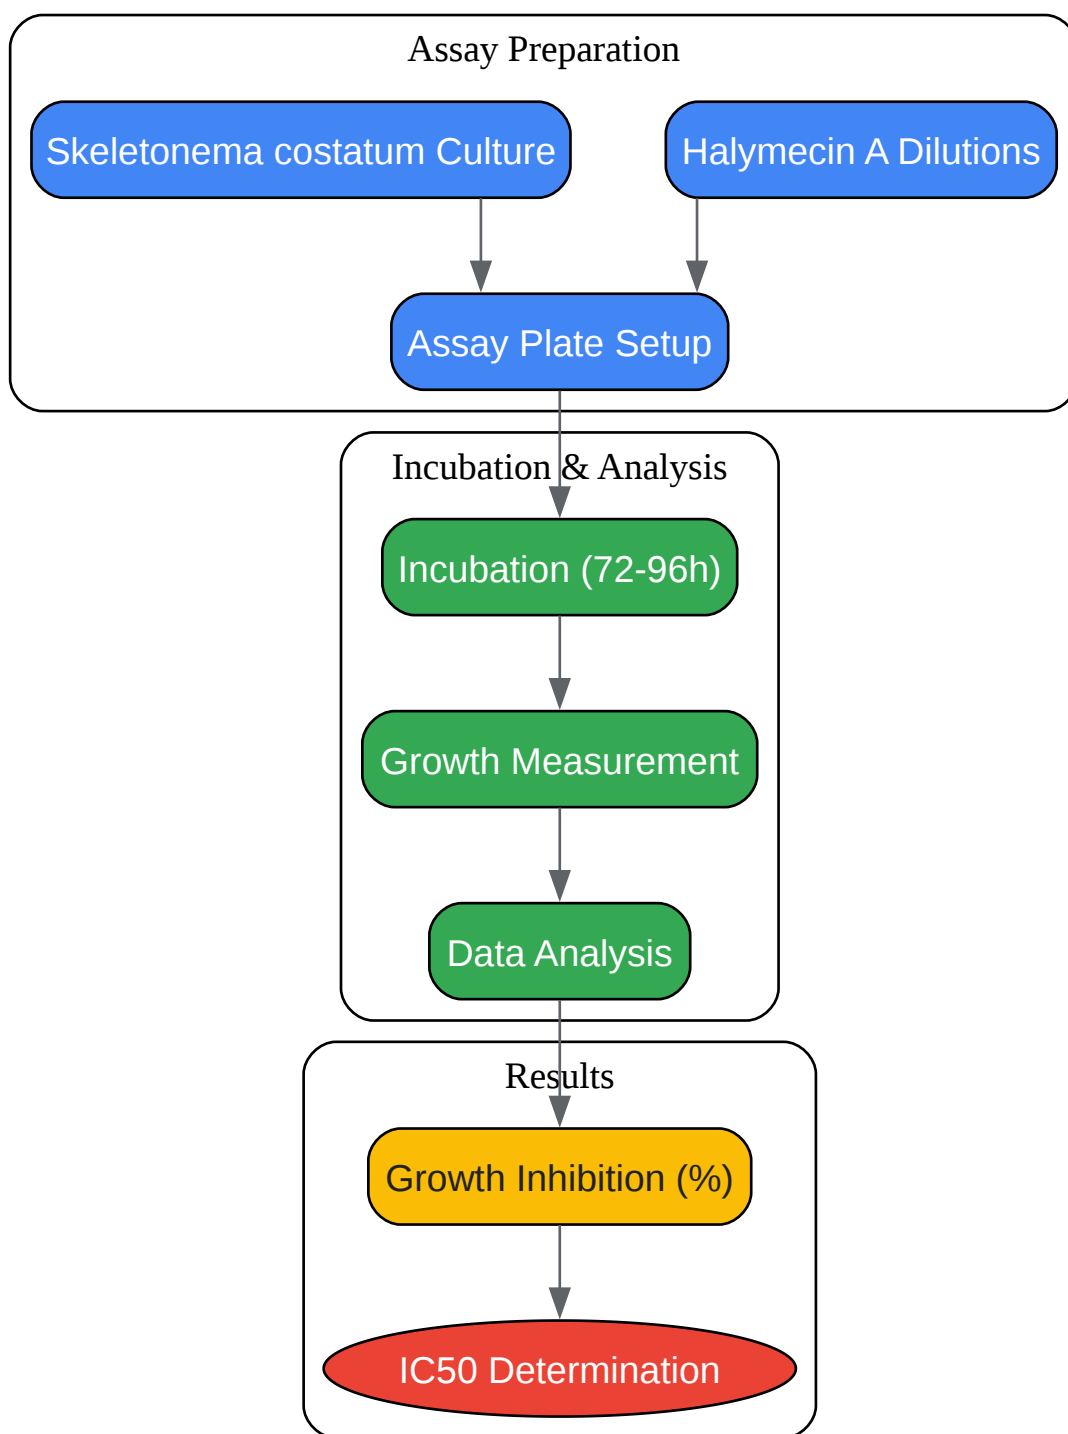 Assay Preparation
Skeletonema costatum Culture
Halymecin A Dilutions
Assay Plate Setup
Incubation & Analysis
Incubation (72-96h)
Growth Measurement
Data Analysis
Results
Growth Inhibition (%)
IC50 Determination